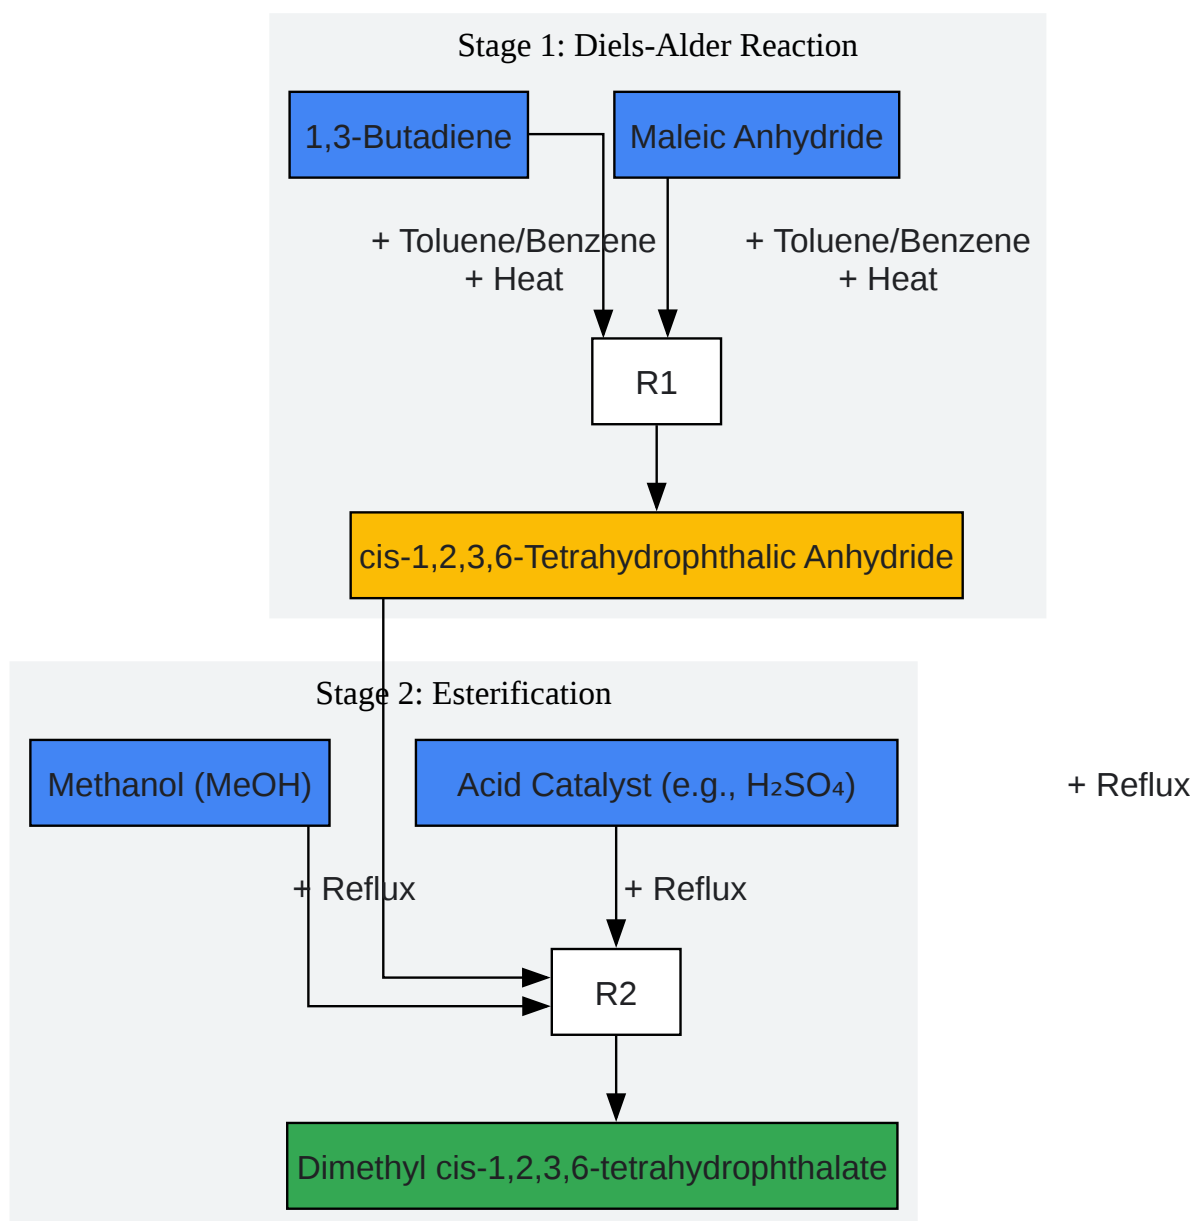 Stage 1: Diels-Alder Reaction
1,3-Butadiene
Maleic Anhydride
+ Toluene/Benzene
+ Heat
+ Toluene/Benzene
+ Heat
R1
cis-1,2,3,6-Tetrahydrophthalic Anhydride
Stage 2: Esterification
Methanol (MeOH)
Acid Catalyst (e.g., H₂SO₄)
+ Reflux
+ Reflux
+ Reflux
R2
Dimethyl cis-1,2,3,6-tetrahydrophthalate